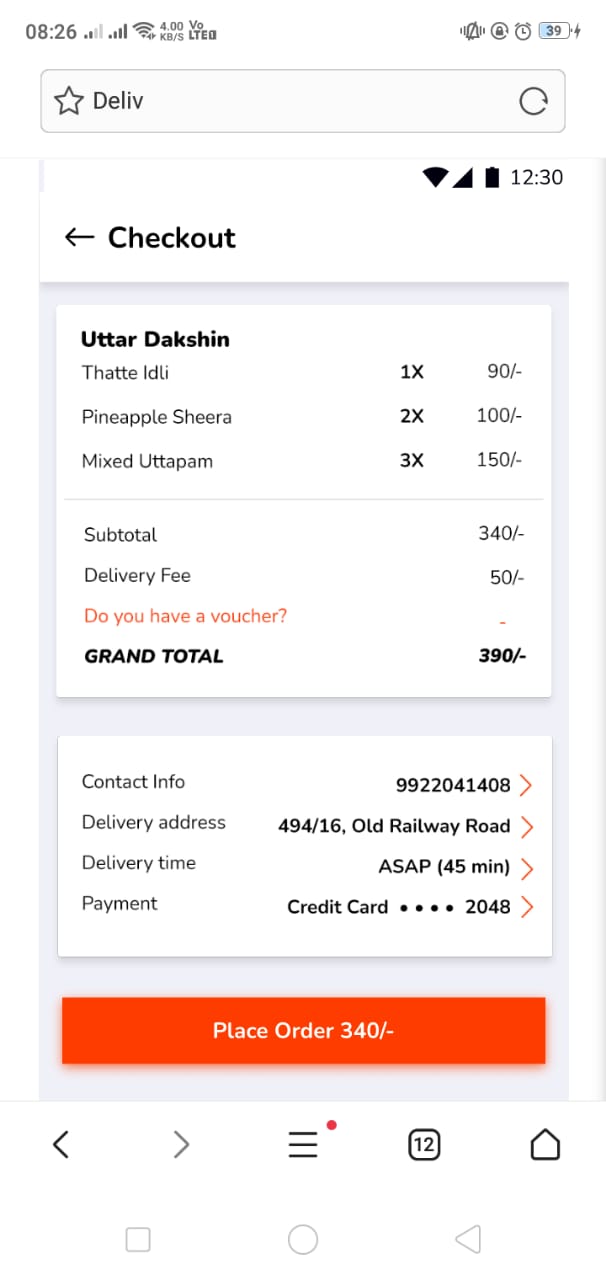 08:26 4.00 KB/S Vo LTE 39
Deliv
12:30
Checkout
Uttar Dakshin
Thatte Idli 1X 90/-
Pineapple Sheera 2X 100/-
Mixed Uttapam 3X 150/-
Subtotal 340/-
Delivery Fee 50/-
Do you have a voucher? -
GRAND TOTAL 390/-
Contact Info 9922041408
Delivery address 494/16, Old Railway Road
Delivery time ASAP (45 min)
Payment Credit Card •••• 2048
Place Order 340/-
12